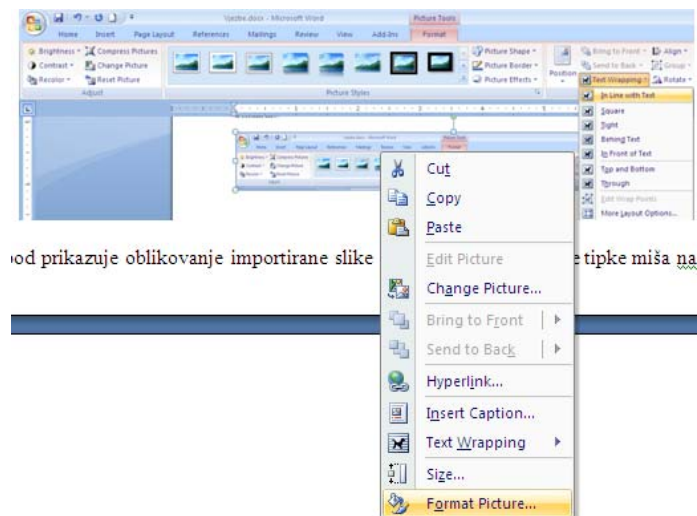 Vjezbe.docx - Microsoft Word
Picture Tools
Home Insert Page Layout References Mailings Review View Add-Ins Format
Brightness Compress Pictures
Contrast Change Picture
Recolor Reset Picture
Adjust
Picture Styles
Picture Shape
Picture Border
Picture Effects
Position
Bring to Front Align
Send to Back Group
Text Wrapping Rotate
In Line with Text
Square
Tight
Behind Text
In Front of Text
Top and Bottom
Through
Edit Wrap Points
More Layout Options...
Cut
Copy
Paste
Edit Picture
Change Picture...
Bring to Front
Send to Back
Hyperlink...
Insert Caption...
Text Wrapping
Size...
Format Picture...
od prikazuje oblikovanje importirane slike
tipke miša na